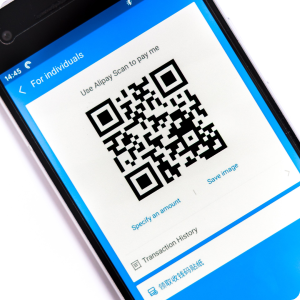 14:45
For individuals
Use Alipay Scan to pay me
Specify an amount
Save image
Transaction History
领取收钱码贴纸